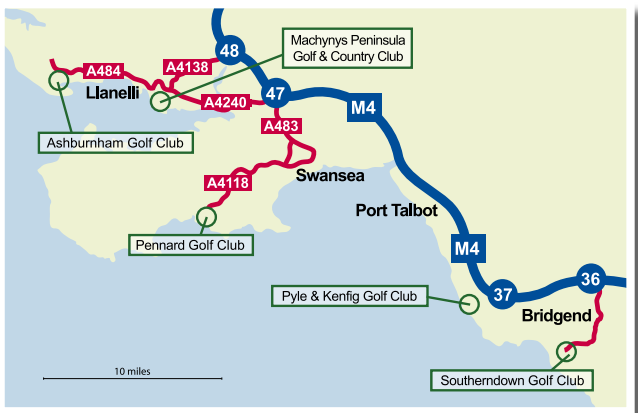 48
Machynys Peninsula
Golf & Country Club
A484
A4138
Llanelli
A4240
47
M4
Ashburnham Golf Club
A483
A4118
Swansea
Port Talbot
Pennard Golf Club
M4
36
37
Pyle & Kenfig Golf Club
Bridgend
10 miles
Southerndown Golf Club